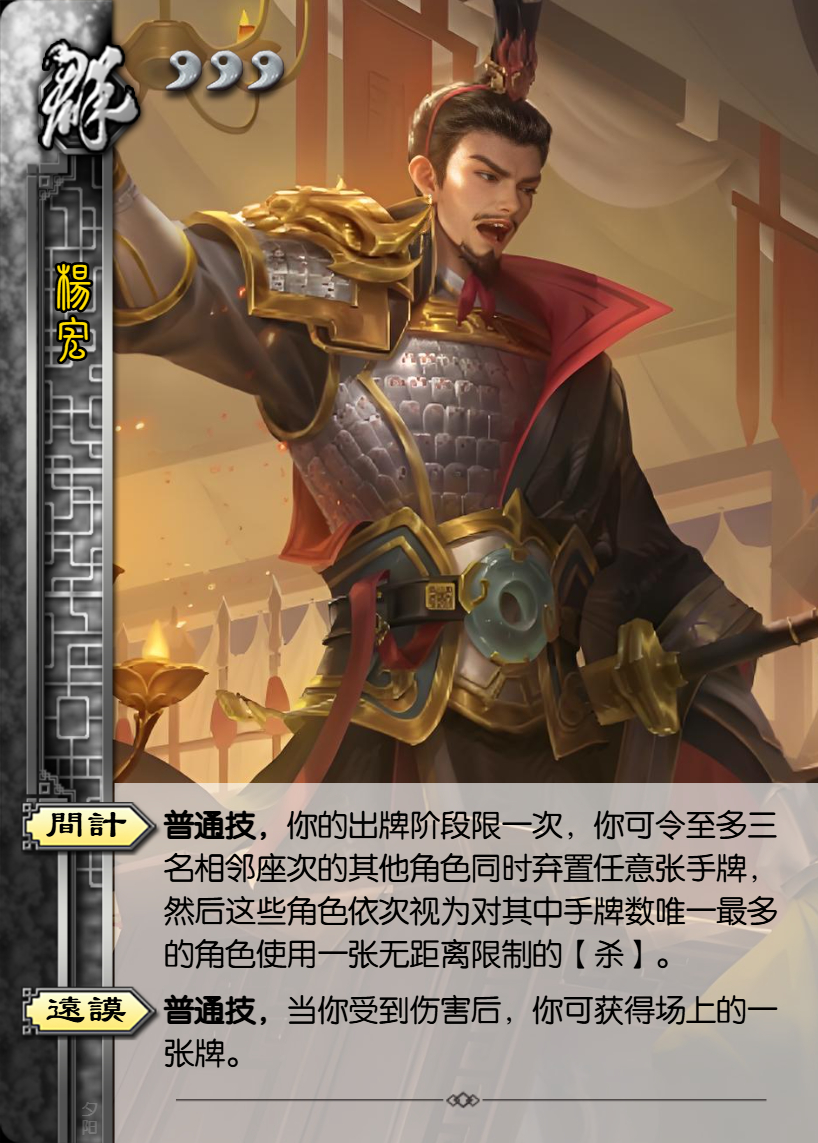 群
楊宏
間計
普通技，你的出牌阶段限一次，你可令至多三
名相邻座次的其他角色同时弃置任意张手牌，
然后这些角色依次视为对其中手牌数唯一最多
的角色使用一张无距离限制的【杀】。
遠謨
普通技，当你受到伤害后，你可获得场上的一
张牌。
夕阳